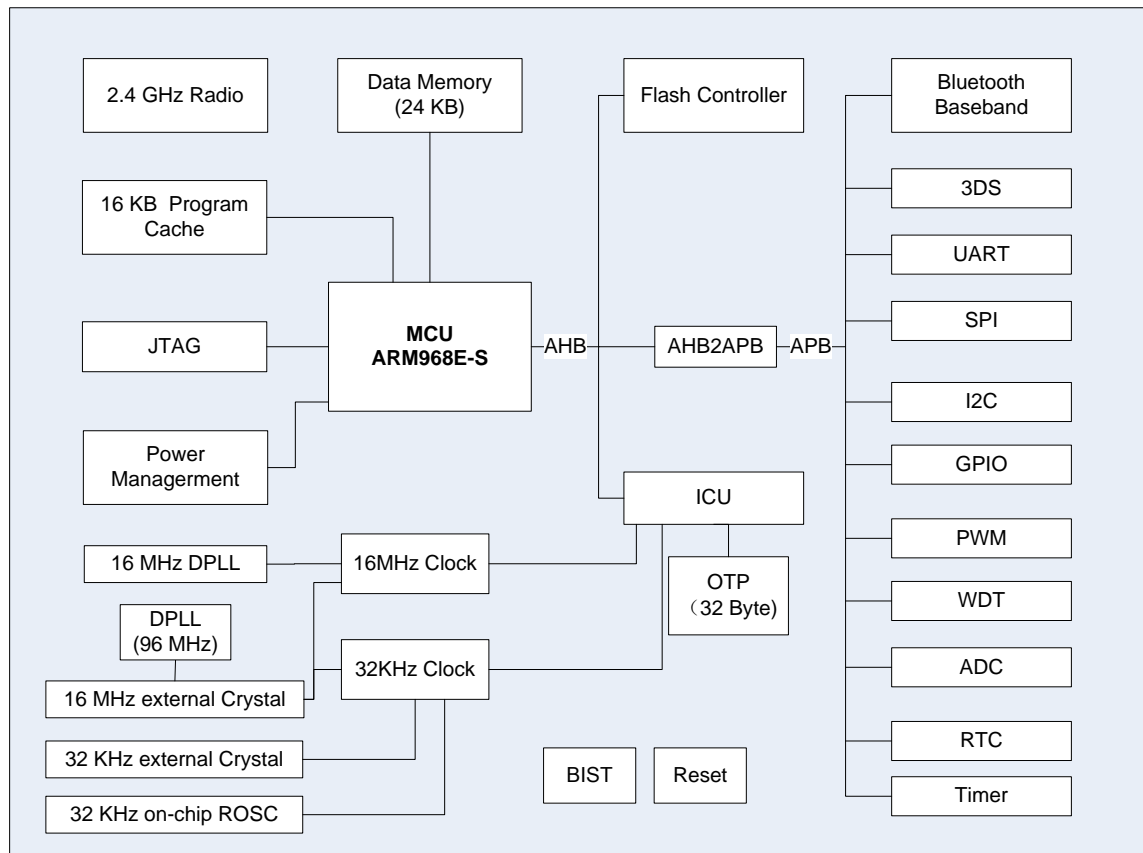 2.4 GHz Radio
Data Memory
(24 KB)
Flash Controller
Bluetooth
Baseband
16 KB Program
Cache
3DS
UART
SPI
JTAG
MCU
ARM968E-S
AHB
AHB2APB
APB
I2C
Power
Managerment
GPIO
ICU
PWM
16 MHz DPLL
16MHz Clock
OTP
（32 Byte)
WDT
DPLL
(96 MHz)
32KHz Clock
ADC
16 MHz external Crystal
32 KHz external Crystal
BIST
Reset
RTC
32 KHz on-chip ROSC
Timer